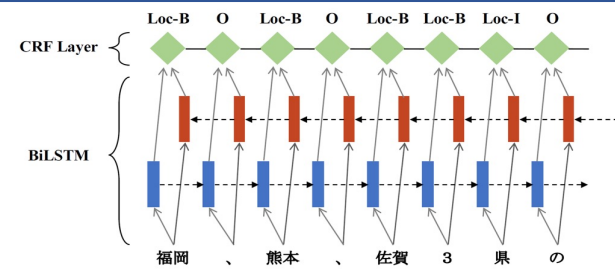 Loc-B O Loc-B O Loc-B Loc-B Loc-I O
CRF Layer
BiLSTM
福岡 、 熊本 、 佐賀 3 県 の